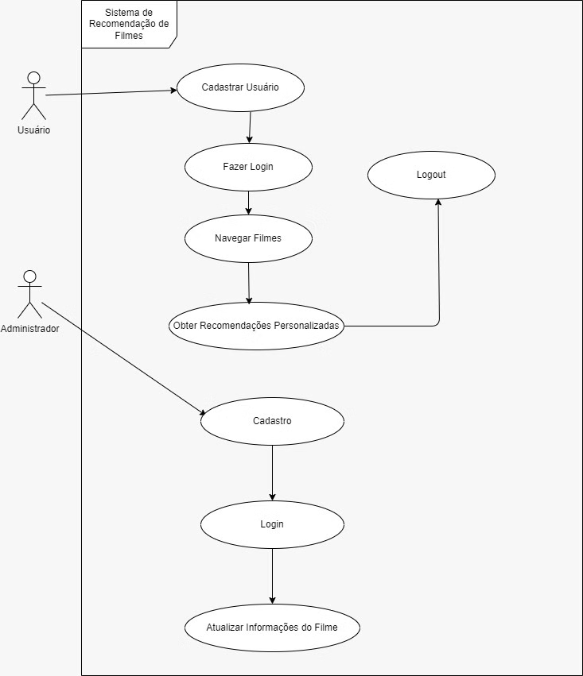 Sistema de
Recomendação de
Filmes
Cadastrar Usuário
Usuário
Fazer Login
Logout
Navegar Filmes
Administrador
Obter Recomendações Personalizadas
Cadastro
Login
Atualizar Informações do Filme